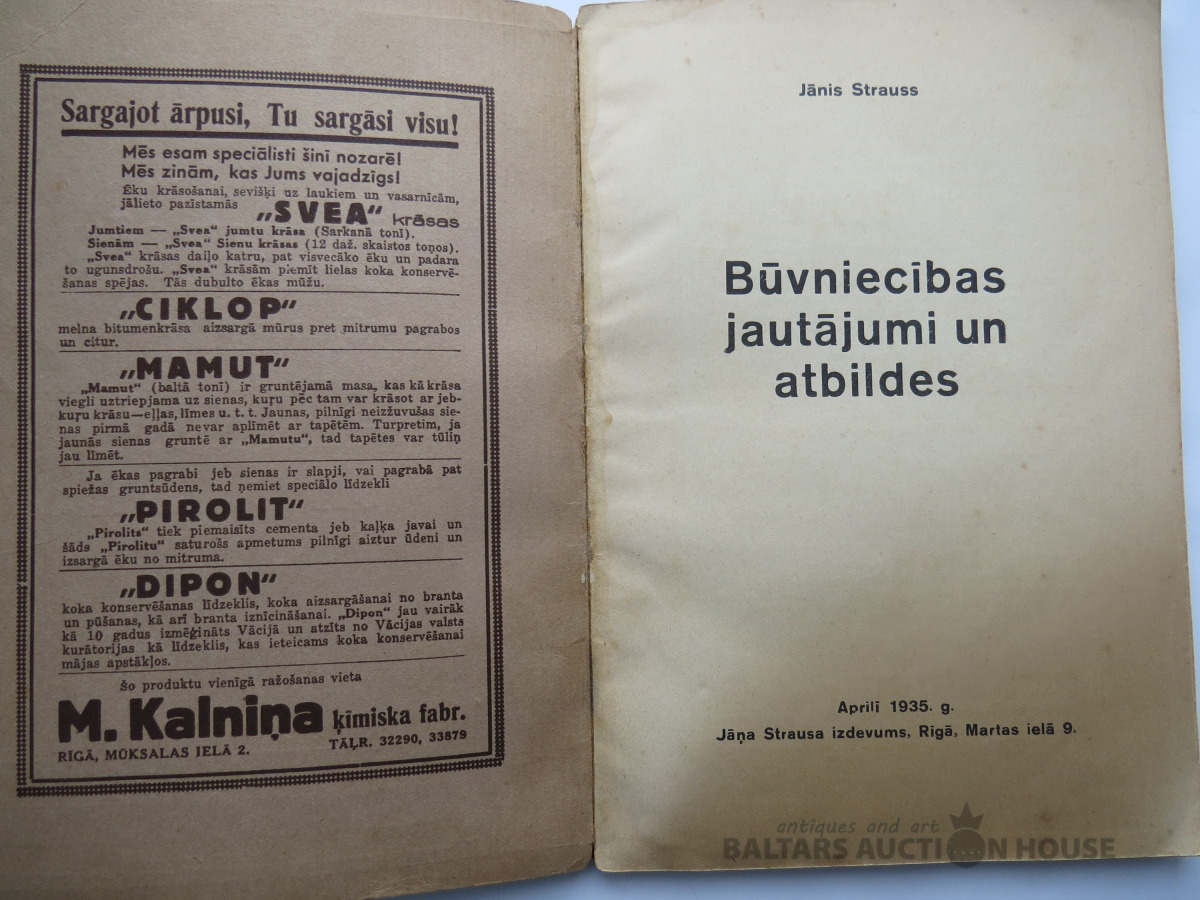 Sargajot ārpusi, Tu sargāsi visu!
Mēs esam speciālisti šinī nozarē!
Mēs zinām, kas Jums vajadzīgs!
Ēku krāsošanai, sevišķi uz laukiem un vasarnīcām,
jālieto pazīstamās „SVEA“ krāsas
Jumtiem — „Svea“ jumtu krāsa (Sarkanā tonī).
Sienām — „Svea“ Sienu krāsas (12 daž. skaistos toņos).
„Svea“ krāsas daiļo katru, pat visvecāko ēku un padara
to ugunsdrošu. „Svea“ krāsām piemīt lielas koka konservē-
šanas spējas. Tās dubulto ēkas mūžu.
„CIKLOP“
melna bitumenkrāsa aizsargā mūrus pret mitrumu pagrabos
un citur.
„MAMUT“
„Mamut“ (baltā tonī) ir gruntējamā masa, kas kā krāsa
viegli uztriepjama uz sienas, kuŗu pēc tam var krāsot ar jeb-
kuŗu krāsu—eļļas, līmes u. t. t. Jaunas, pilnīgi neizžuvušas sie-
nas pirmā gadā nevar aplīmēt ar tapētēm. Turpretim, ja
jaunās sienas gruntē ar „Mamutu“, tad tapētes var tūliņ
jau līmēt.
Ja ēkas pagrabi jeb sienas ir slapji, vai pagrabā pat
spiežas gruntsūdens, tad ņemiet speciālo līdzekli
„PIROLIT“
„Pirolits“ tiek piemaisīts cementa jeb kaļķa javai un
šāds „Pirolitu“ saturošs apmetums pilnīgi aiztur ūdeni un
izsargā ēku no mitruma.
„DIPON“
koka konservēšanas līdzeklis, koka aizsargāšanai no branta
un pūšanas, kā arī branta iznīcināšanai. „Dipon“ jau vairāk
kā 10 gadus izmēģināts Vācijā un atzīts no Vācijas valsts
kurātorijas kā līdzeklis, kas ieteicams koka konservēšanai
mājas apstākļos.
Šo produktu vienīgā ražošanas vieta
M. Kalniņa ķīmiska fabr.
RĪGĀ, MŪKSALAS IELĀ 2. TĀĻR. 32290, 33879
Jānis Strauss
Būvniecības
jautājumi un
atbildes
Aprilī 1935. g.
Jāņa Strausa izdevums, Rīgā, Martas ielā 9.
antiques and art
BALTARS AUCTION HOUSE